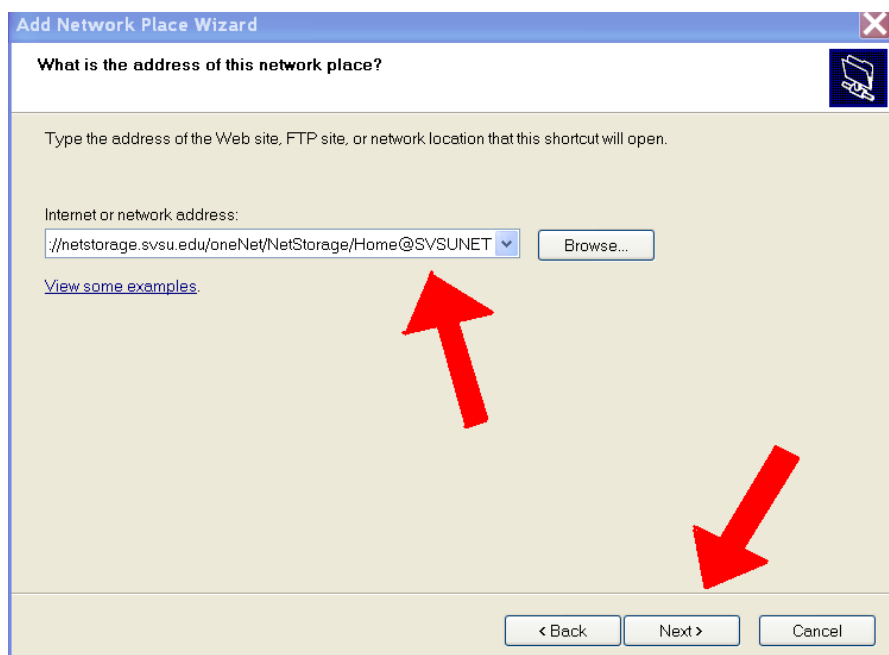 Add Network Place Wizard
What is the address of this network place?
Type the address of the Web site, FTP site, or network location that this shortcut will open.
Internet or network address:
://netstorage.svsu.edu/oneNet/NetStorage/Home@SVSUNET
Browse...
View some examples.
< Back
Next >
Cancel